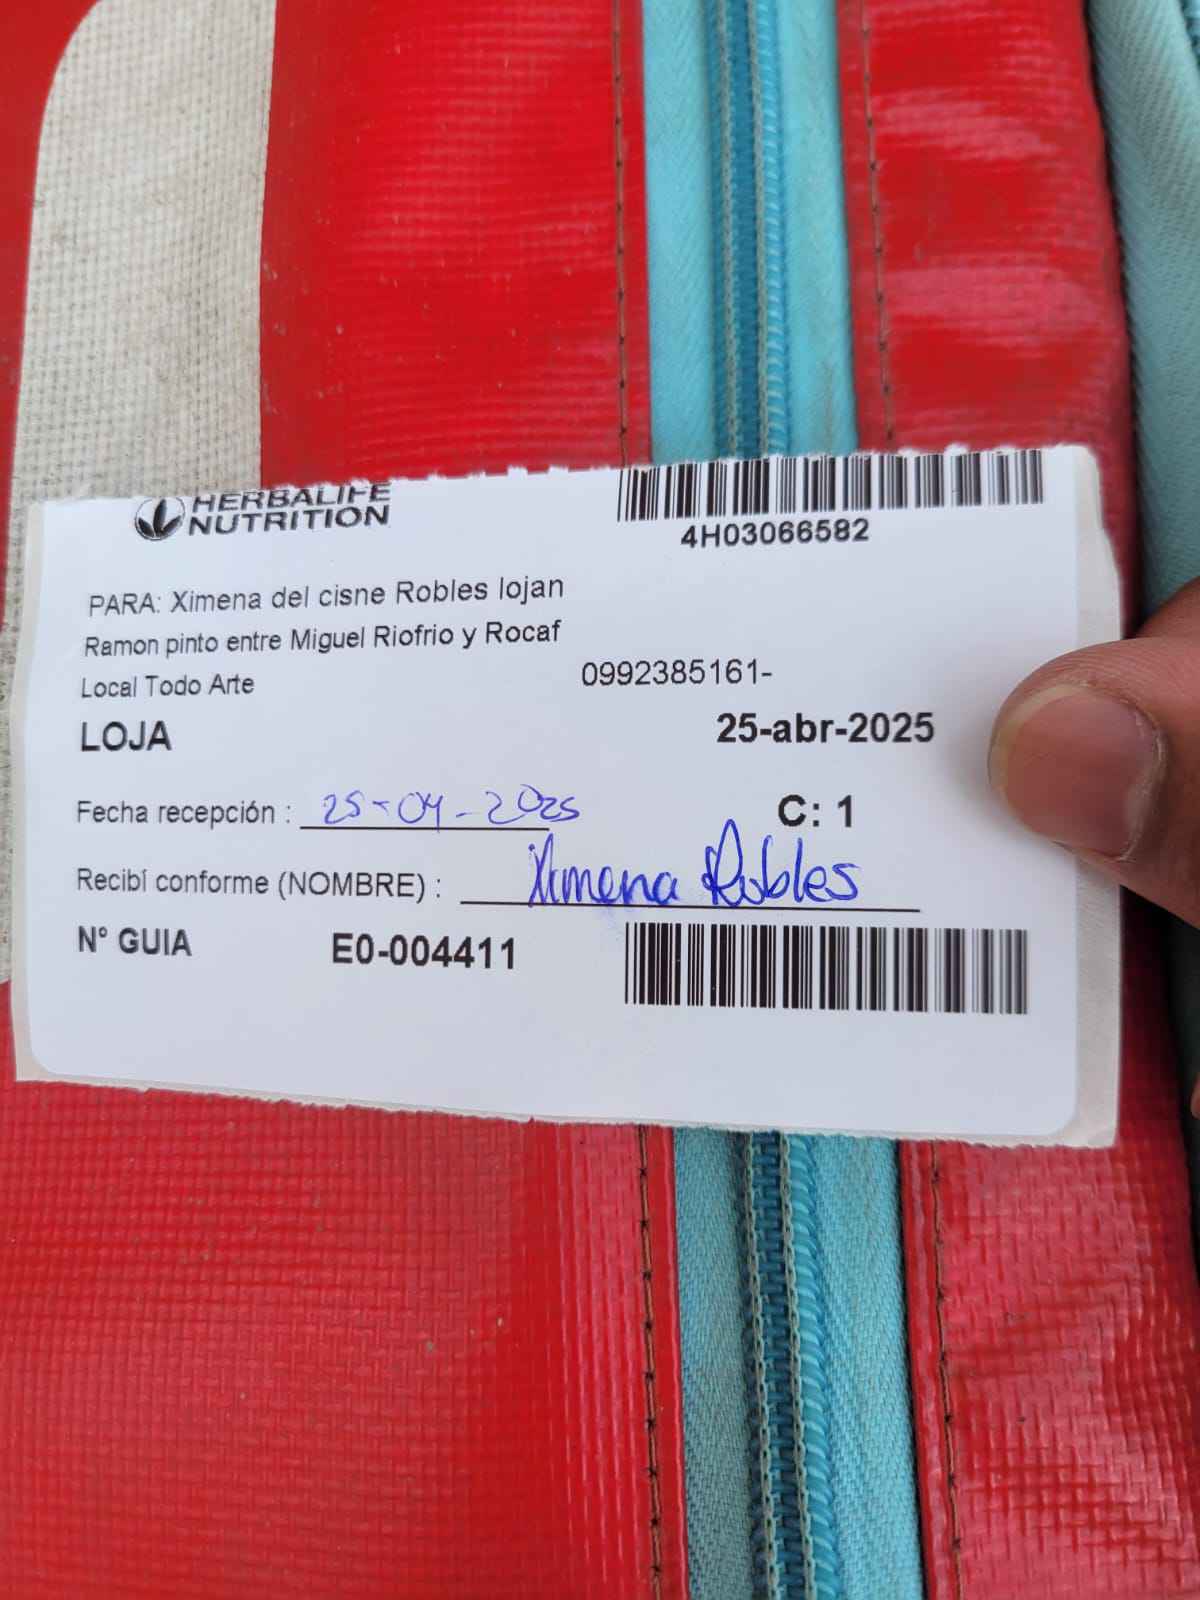 HERBALIFE
NUTRITION
4H03066582
PARA: Ximena del cisne Robles lojan
Ramon pinto entre Miguel Riofrio y Rocaf
Local Todo Arte
0992385161-
LOJA
25-abr-2025
Fecha recepción : 25-04-2025
C: 1
Recibí conforme (NOMBRE) : Ximena Robles
N° GUIA E0-004411